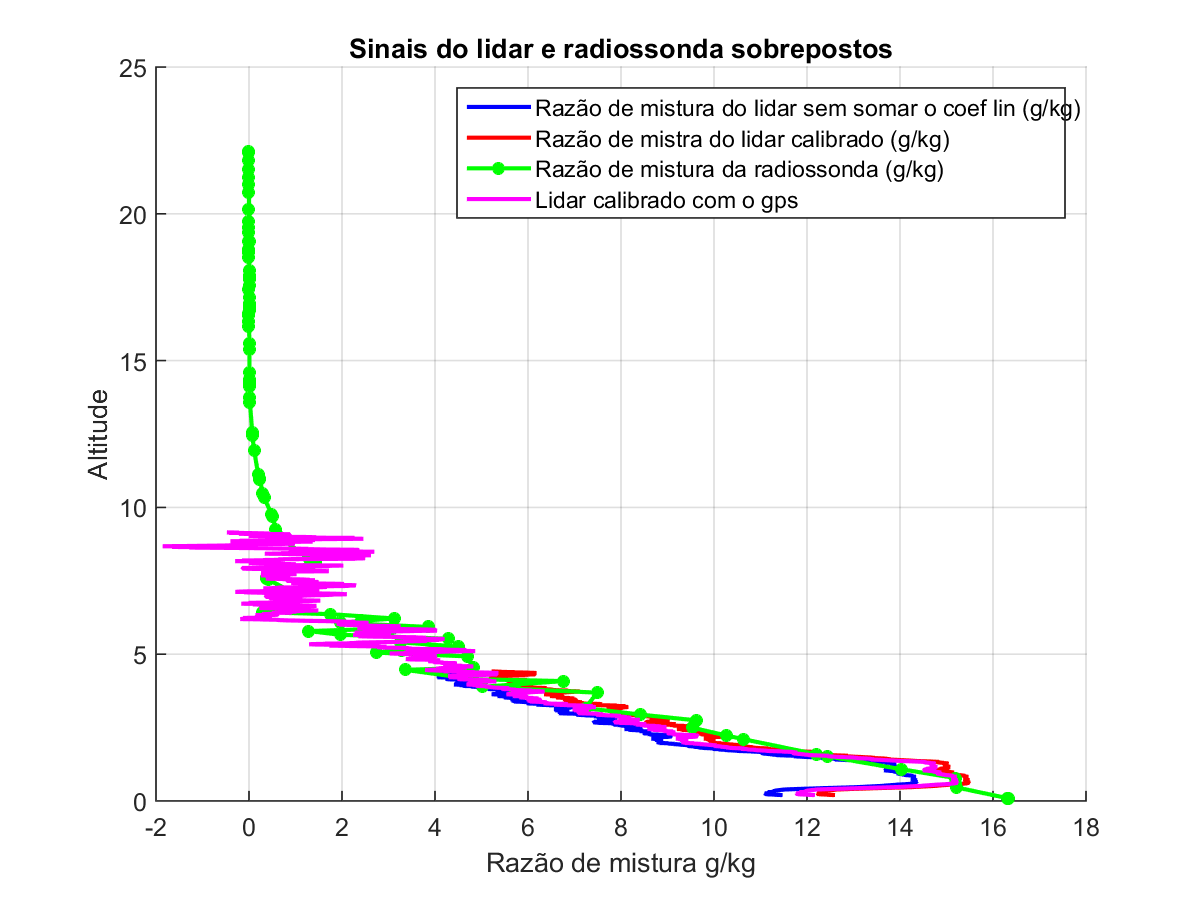 Sinais do lidar e radiossonda sobrepostos
25
Razão de mistura do lidar sem somar o coef lin (g/kg)
Razão de mistra do lidar calibrado (g/kg)
Razão de mistura da radiossonda (g/kg)
Lidar calibrado com o gps
20
15
Altitude
10
5
0
-2 0 2 4 6 8 10 12 14 16 18
Razão de mistura g/kg